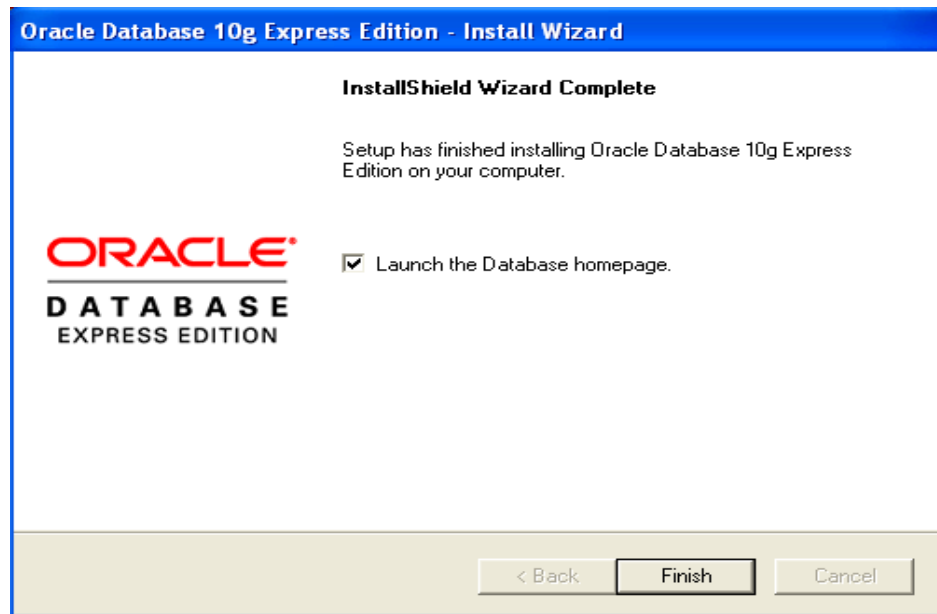 Oracle Database 10g Express Edition - Install Wizard
InstallShield Wizard Complete
Setup has finished installing Oracle Database 10g Express
Edition on your computer.
ORACLE
DATABASE
EXPRESS EDITION
Launch the Database homepage.
< Back
Finish
Cancel